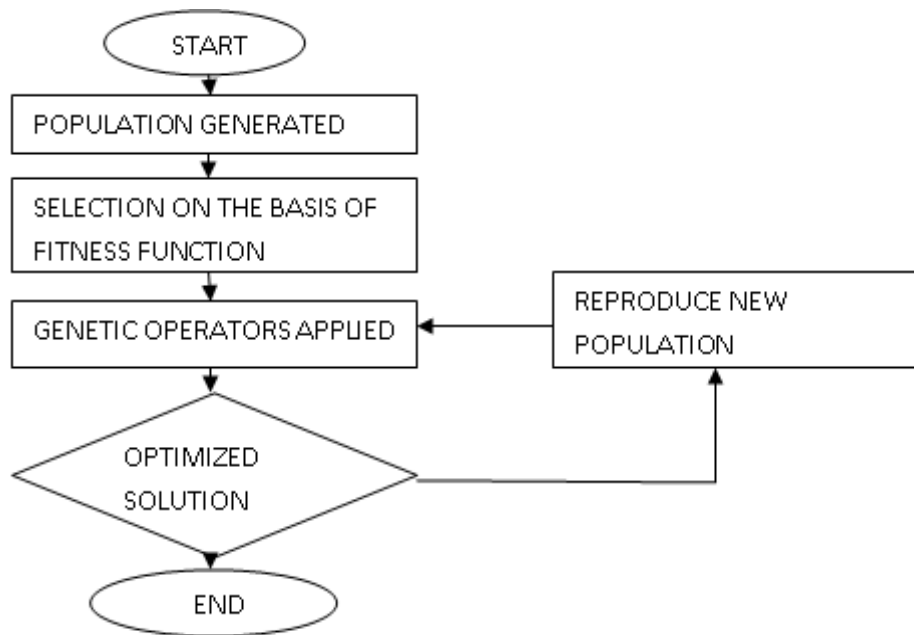 START
POPULATION GENERATED
SELECTION ON THE BASIS OF
FITNESS FUNCTION
GENETIC OPERATORS APPLIED
REPRODUCE NEW
POPULATION
OPTIMIZED
SOLUTION
END